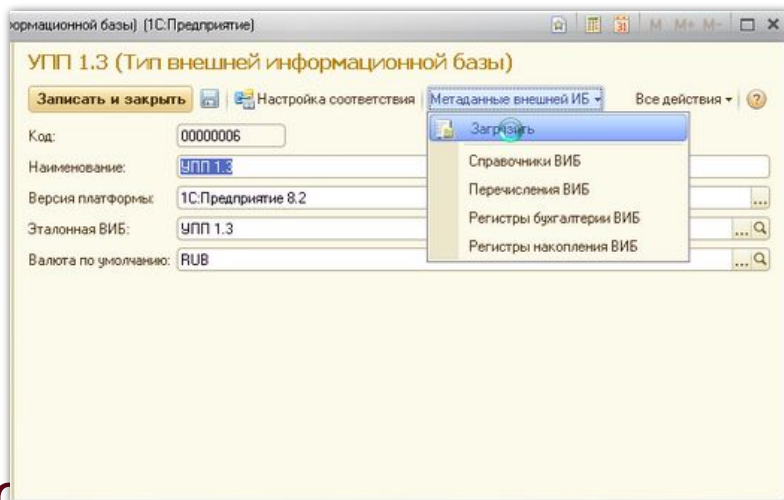 ормационной базы) (1С:Предприятие)
31 M M+ M-
УПП 1.3 (Тип внешней информационной базы)
Записать и закрыть Настройка соответствия Метаданные внешней ИБ Все действия ?
Загрузить
Код: 00000006
Справочники ВИБ
Наименование: УПП 1.3
Перечисления ВИБ
Версия платформы: 1С:Предприятие 8.2 ...
Регистры бухгалтерии ВИБ
Эталонная ВИБ: УПП 1.3 ...
Регистры накопления ВИБ
Валюта по умолчанию: RUB ...